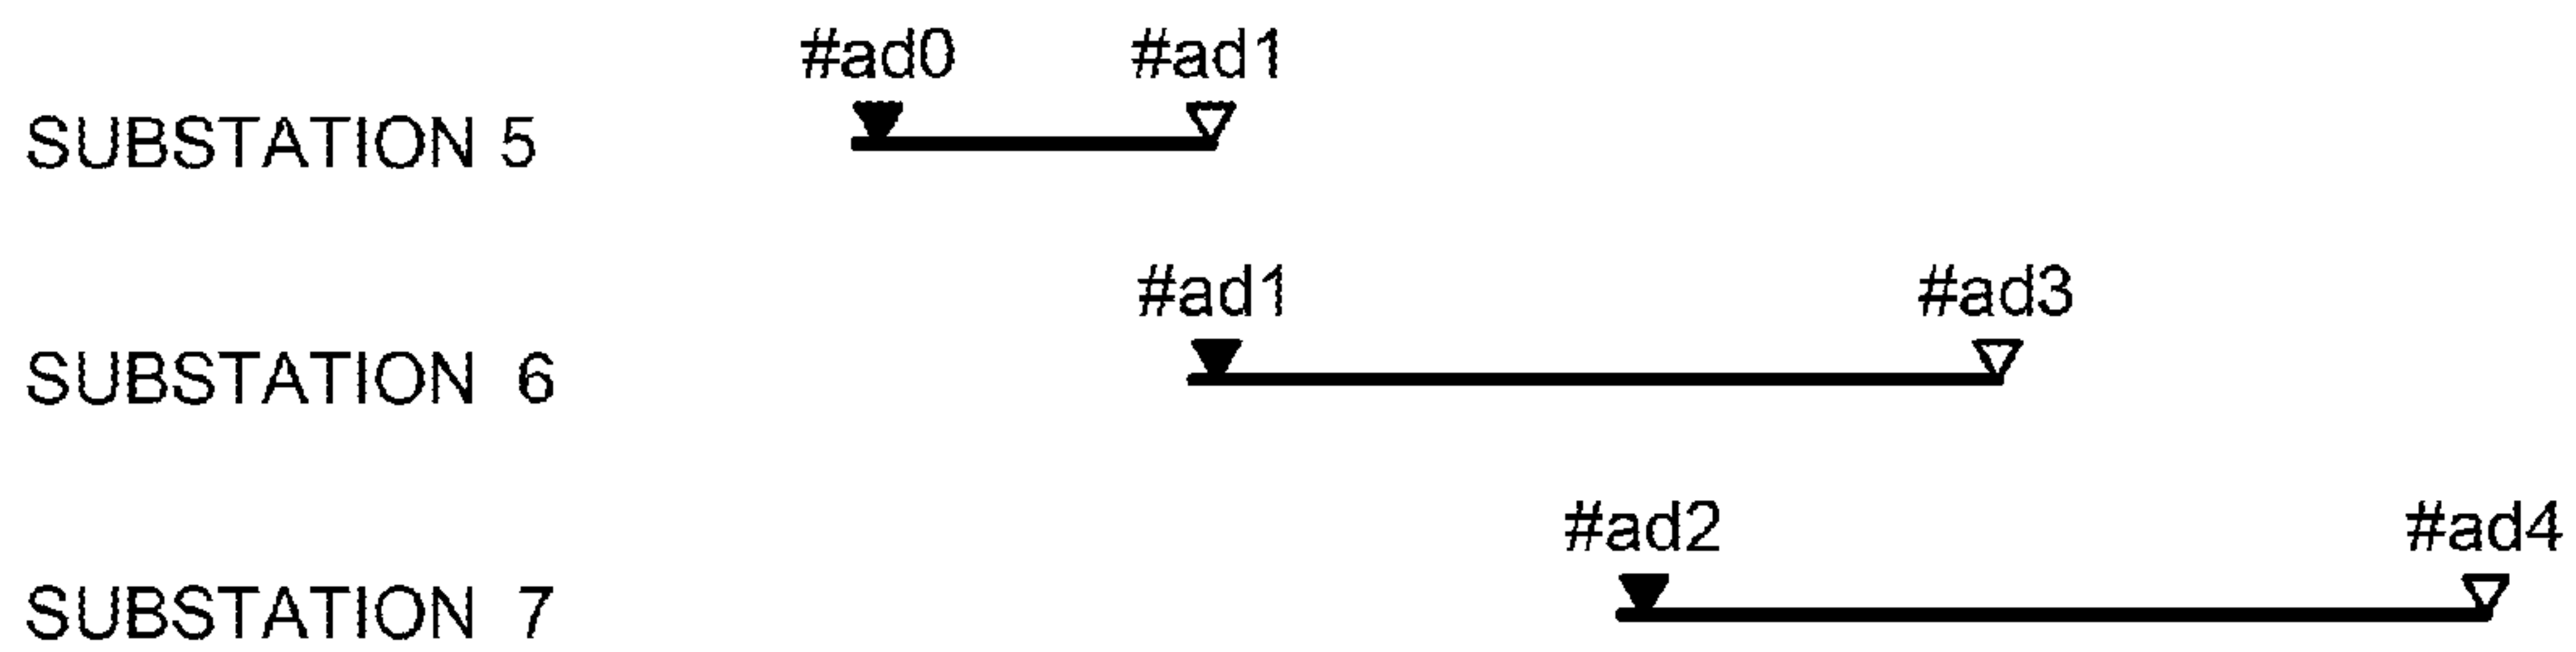 #ad0 #ad1
SUBSTATION 5
#ad1 #ad3
SUBSTATION 6
#ad2 #ad4
SUBSTATION 7